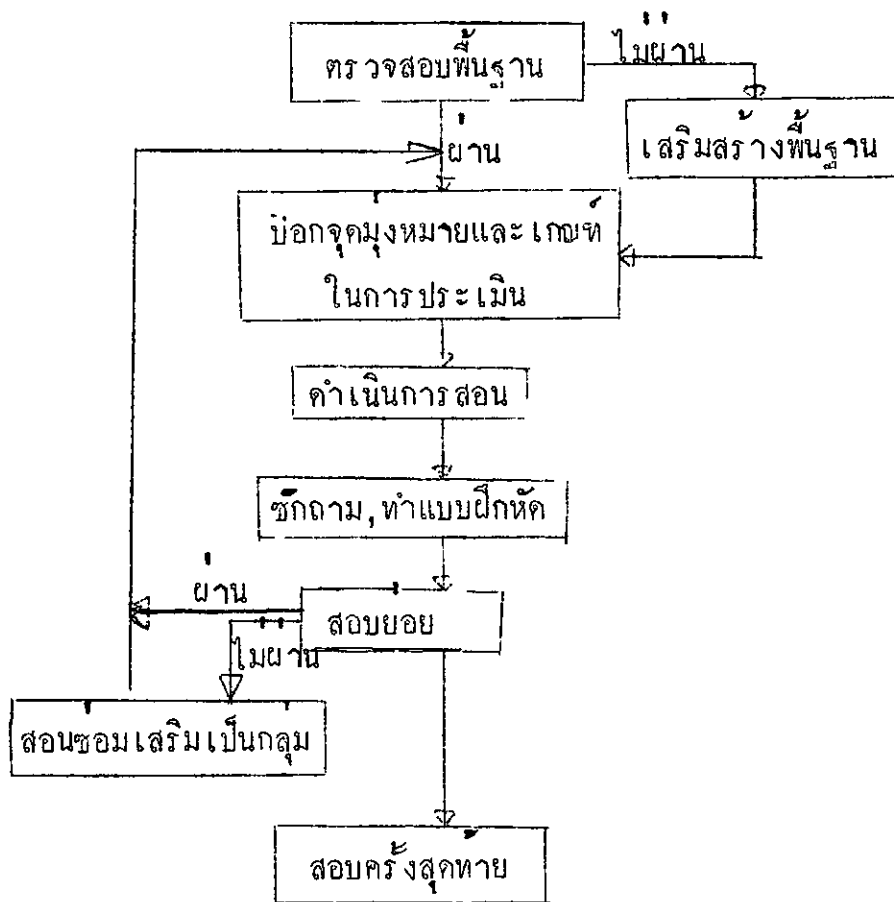 ตรวจสอบพื้นฐาน
ไม่ผ่าน
ผ่าน
เสริมสร้างพื้นฐาน
บอกจุดมุ่งหมายและเกณฑ์
ในการประเมิน
ดำเนินการสอน
ซักถาม,ทำแบบฝึกหัด
ผ่าน
สอบย่อย
ไม่ผ่าน
สอนซ่อมเสริมเป็นกลุ่ม
สอบครั้งสุดท้าย